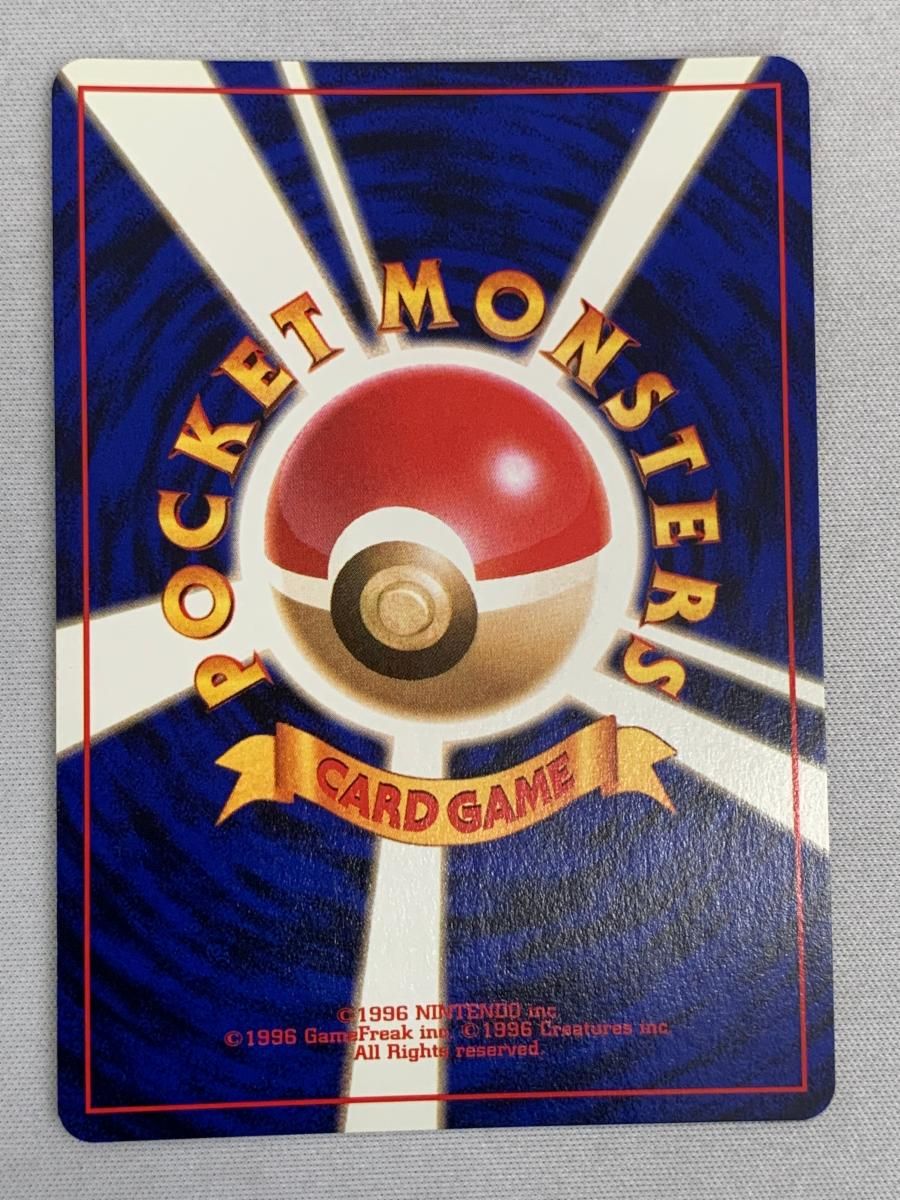 POCKET MONSTERS
CARD GAME
©1996 NINTENDO inc.
©1996 GameFreak inc. ©1996 Creatures inc.
All Rights reserved.